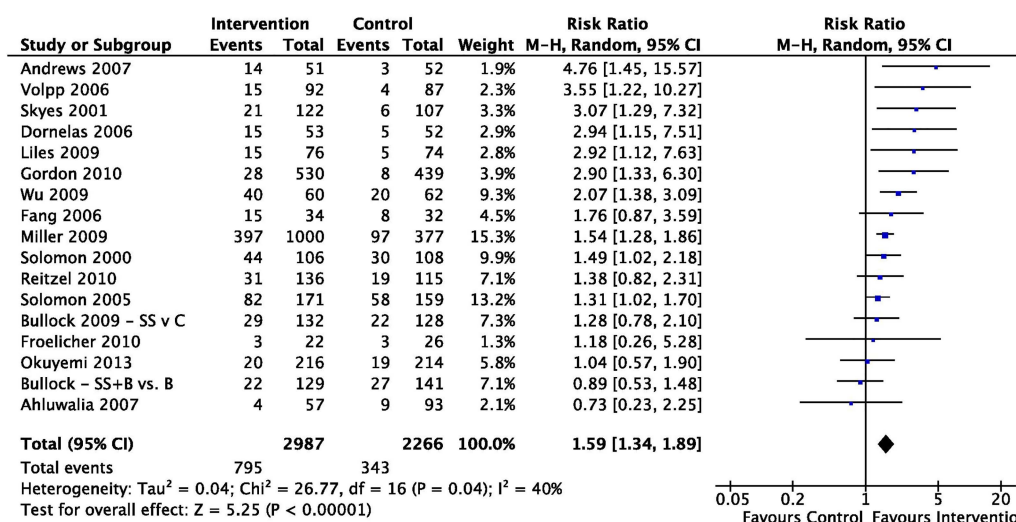 Intervention Control Risk Ratio Risk Ratio
Study or Subgroup Events Total Events Total Weight M-H, Random, 95% CI M-H, Random, 95% CI
Andrews 2007 14 51 3 52 1.9% 4.76 [1.45, 15.57]
Volpp 2006 15 92 4 87 2.3% 3.55 [1.22, 10.27]
Skyes 2001 21 122 6 107 3.3% 3.07 [1.29, 7.32]
Dornelas 2006 15 53 5 52 2.9% 2.94 [1.15, 7.51]
Liles 2009 15 76 5 74 2.8% 2.92 [1.12, 7.63]
Gordon 2010 28 530 8 439 3.9% 2.90 [1.33, 6.30]
Wu 2009 40 60 20 62 9.3% 2.07 [1.38, 3.09]
Fang 2006 15 34 8 32 4.5% 1.76 [0.87, 3.59]
Miller 2009 397 1000 97 377 15.3% 1.54 [1.28, 1.86]
Solomon 2000 44 106 30 108 9.9% 1.49 [1.02, 2.18]
Reitzel 2010 31 136 19 115 7.1% 1.38 [0.82, 2.31]
Solomon 2005 82 171 58 159 13.2% 1.31 [1.02, 1.70]
Bullock 2009 - SS v C 29 132 22 128 7.3% 1.28 [0.78, 2.10]
Froelicher 2010 3 22 3 26 1.3% 1.18 [0.26, 5.28]
Okuyemi 2013 20 216 19 214 5.8% 1.04 [0.57, 1.90]
Bullock - SS+B vs. B 22 129 27 141 7.1% 0.89 [0.53, 1.48]
Ahluwalia 2007 4 57 9 93 2.1% 0.73 [0.23, 2.25]
Total (95% CI) 2987 2266 100.0% 1.59 [1.34, 1.89]
Total events 795 343
Heterogeneity: Tau² = 0.04; Chi² = 26.77, df = 16 (P = 0.04); I² = 40%
Test for overall effect: Z = 5.25 (P < 0.00001)
0.05 0.2 1 5 20
Favours Control Favours Intervention